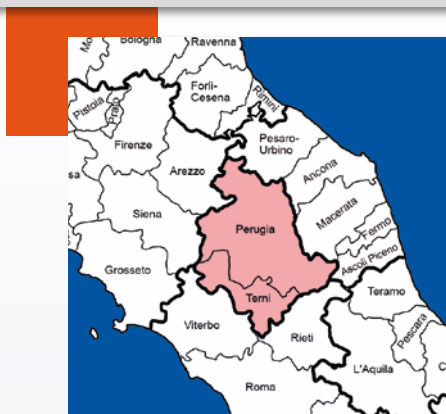 Bologna
Ravenna
Forlì-
Cesena
Rimini
Pistoia
Prato
Firenze
Pesaro-
Urbino
Arezzo
Ancona
sa
Siena
Macerata
Perugia
Fermo
Ascoli Piceno
Grosseto
Terni
Teramo
Viterbo
Rieti
Pescara
L'Aquila
C
Roma